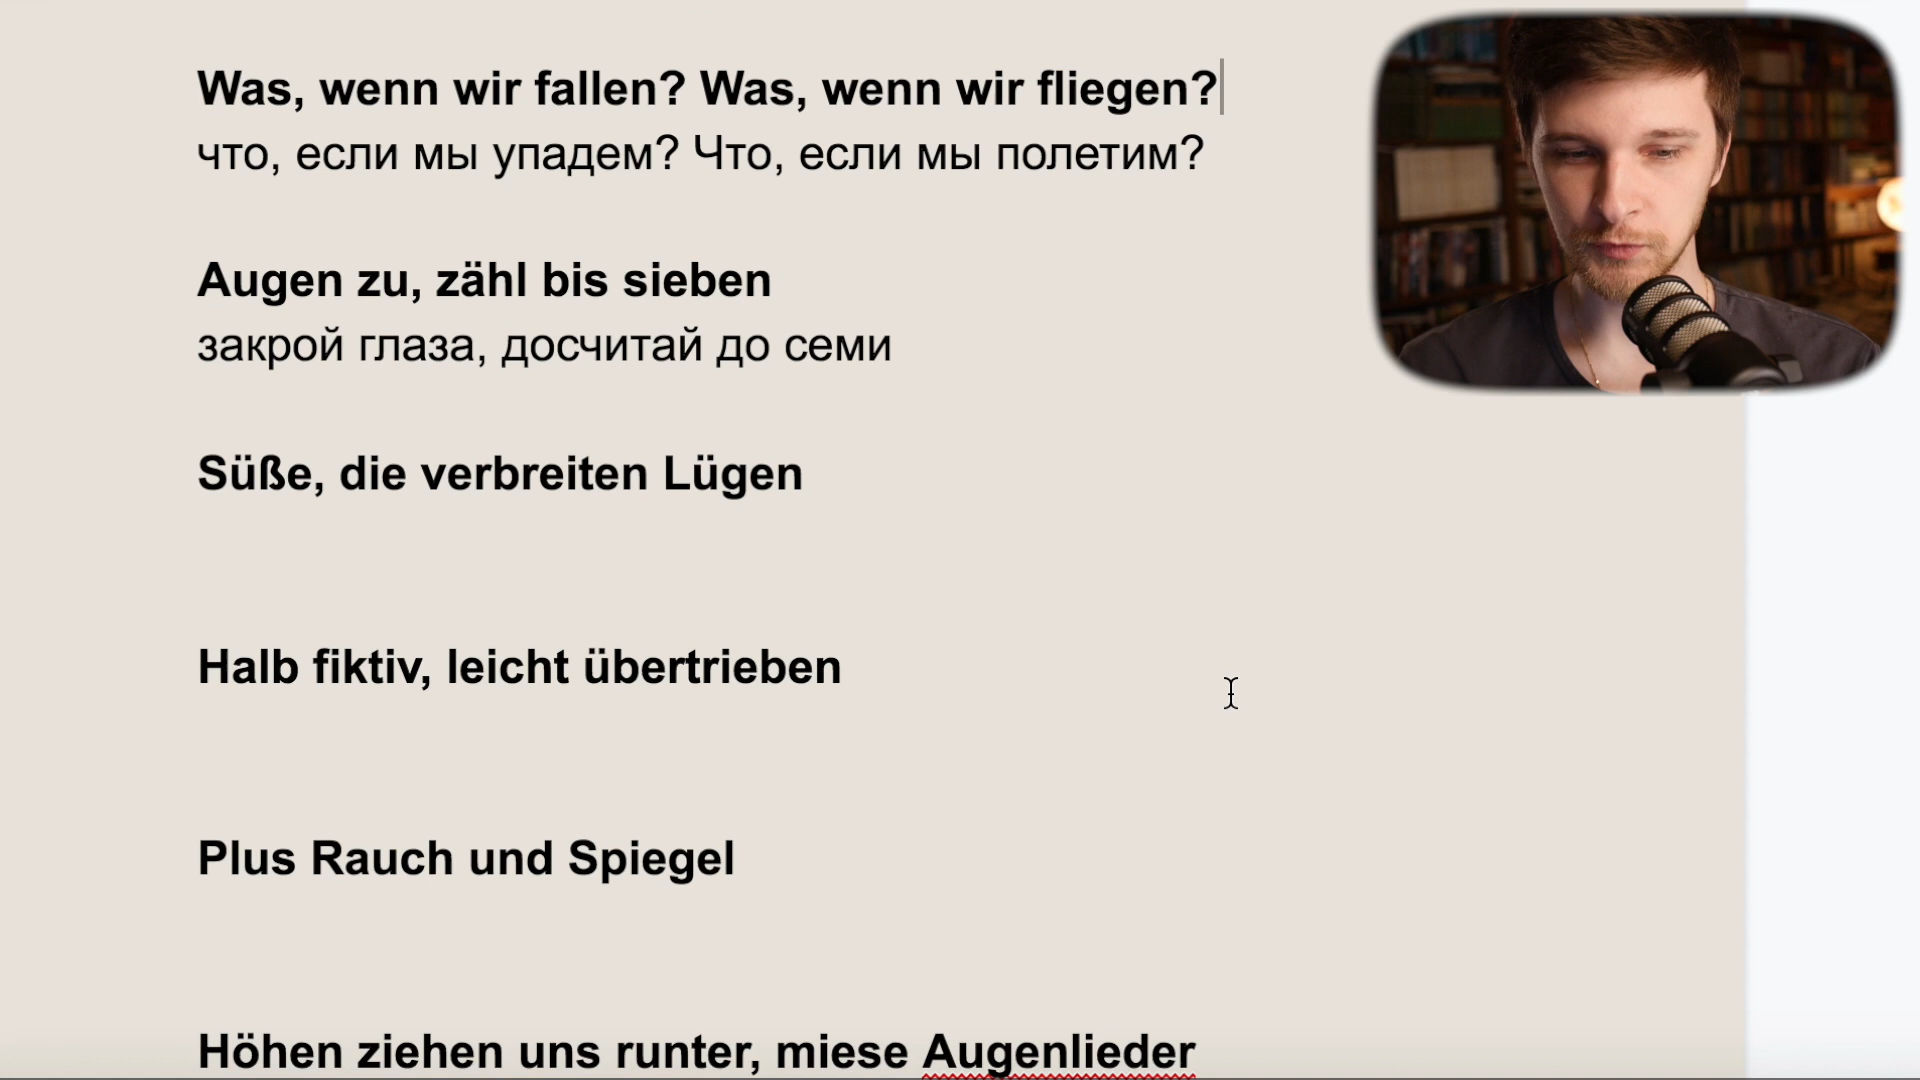 Was, wenn wir fallen? Was, wenn wir fliegen?
что, если мы упадем? Что, если мы полетим?
Augen zu, zähl bis sieben
закрой глаза, досчитай до семи
Süße, die verbreiten Lügen
Halb fiktiv, leicht übertrieben
Plus Rauch und Spiegel
Höhen ziehen uns runter, miese Augenlieder